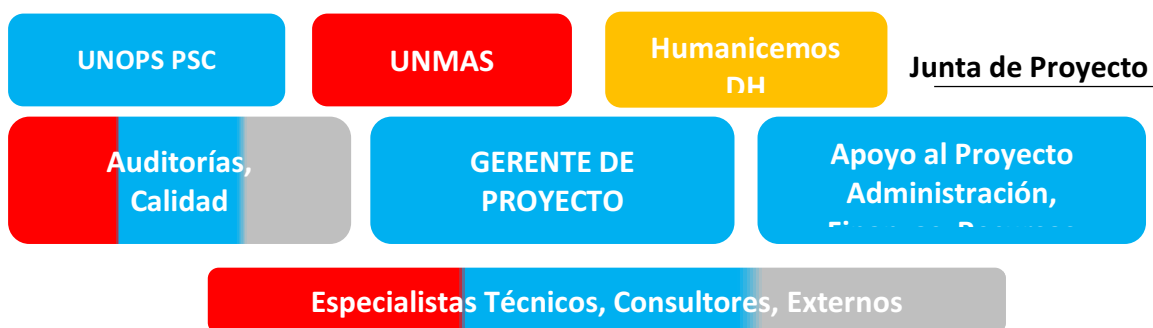 UNOPS PSC
UNMAS
Humanicemos
DH
Junta de Proyecto
Auditorías,
Calidad
GERENTE DE
PROYECTO
Apoyo al Proyecto
Administración,
Especialistas Técnicos, Consultores, Externos